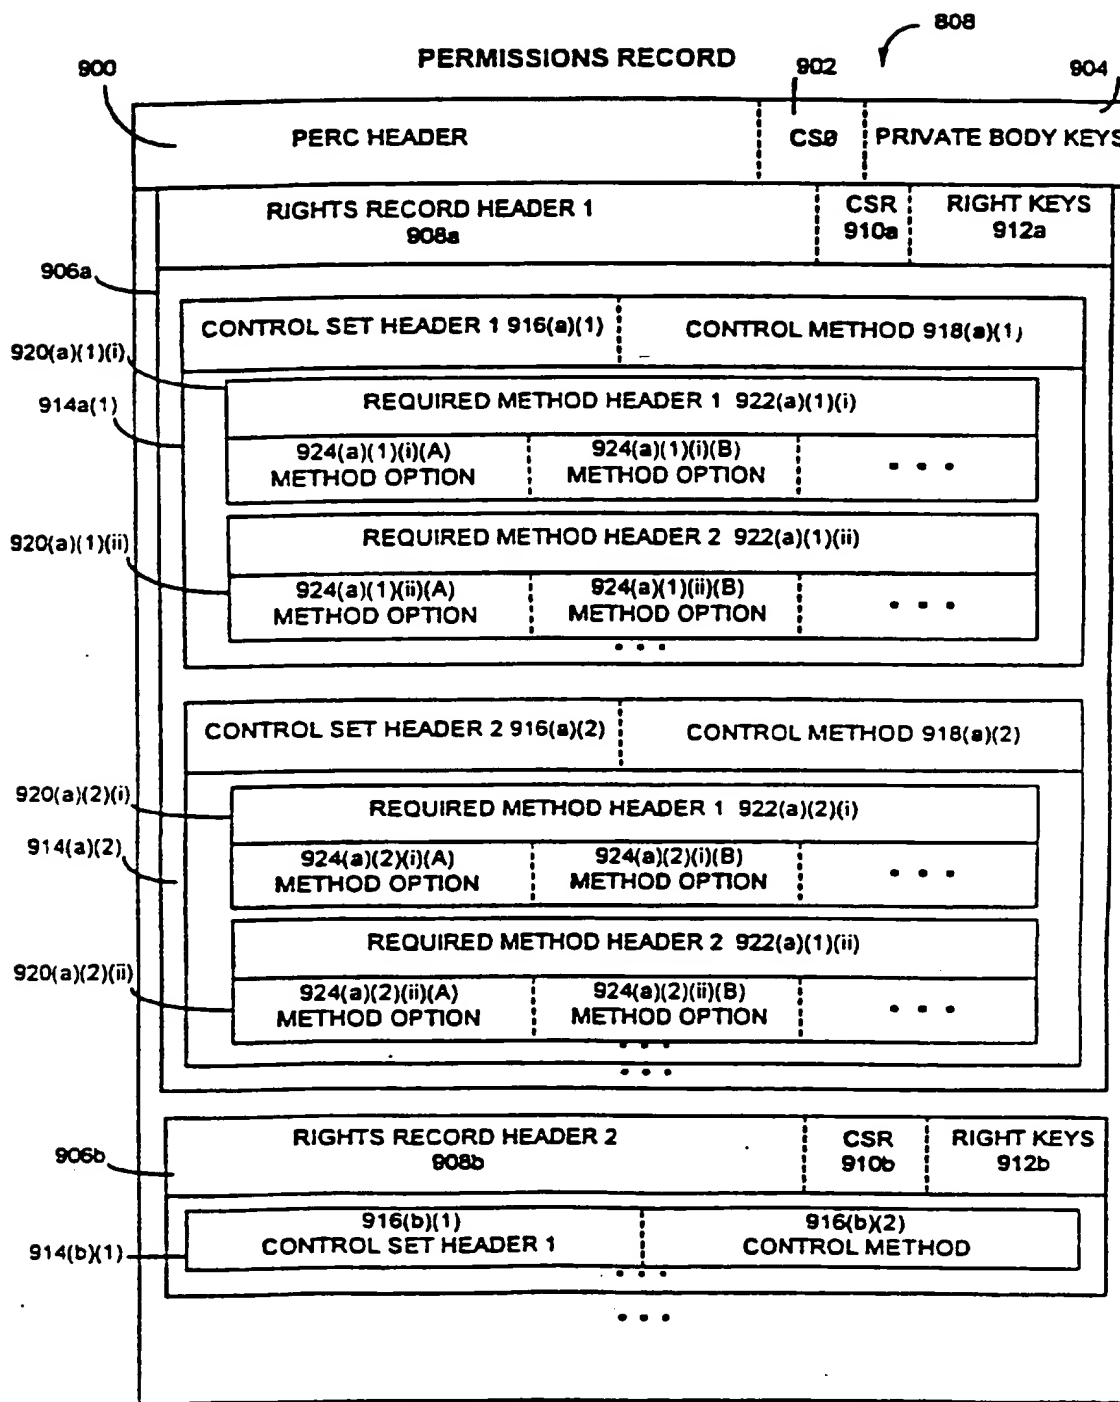 808
PERMISSIONS RECORD
900
902
904
PERC HEADER
CS0
PRIVATE BODY KEYS
RIGHTS RECORD HEADER 1
908a
CSR
910a
RIGHT KEYS
912a
906a
CONTROL SET HEADER 1 916(a)(1)
CONTROL METHOD 918(a)(1)
920(a)(1)(i)
914a(1)
REQUIRED METHOD HEADER 1 922(a)(1)(i)
924(a)(1)(i)(A)
METHOD OPTION
924(a)(1)(i)(B)
METHOD OPTION
• • •
920(a)(1)(ii)
REQUIRED METHOD HEADER 2 922(a)(1)(ii)
924(a)(1)(ii)(A)
METHOD OPTION
924(a)(1)(ii)(B)
METHOD OPTION
• • •
• • •
CONTROL SET HEADER 2 916(a)(2)
CONTROL METHOD 918(a)(2)
920(a)(2)(i)
914(a)(2)
REQUIRED METHOD HEADER 1 922(a)(2)(i)
924(a)(2)(i)(A)
METHOD OPTION
924(a)(2)(i)(B)
METHOD OPTION
• • •
920(a)(2)(ii)
REQUIRED METHOD HEADER 2 922(a)(1)(ii)
924(a)(2)(ii)(A)
METHOD OPTION
924(a)(2)(ii)(B)
METHOD OPTION
• • •
• • •
• • •
906b
RIGHTS RECORD HEADER 2
908b
CSR
910b
RIGHT KEYS
912b
914(b)(1)
916(b)(1)
CONTROL SET HEADER 1
916(b)(2)
CONTROL METHOD
• • •
• • •